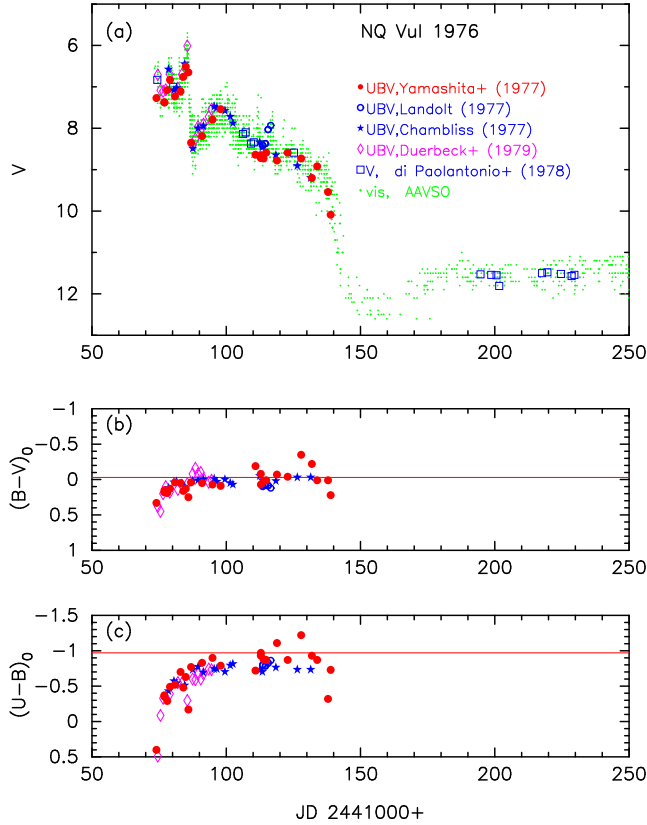 (a)
NQ Vul 1976
UBV,Yamashita+ (1977)
UBV,Landolt (1977)
UBV,Chambliss (1977)
UBV,Duerbeck+ (1979)
V, di Paolantonio+ (1978)
vis, AAVSO
V
6
8
10
12
50 100 150 200 250
(b)
(B−V)0
−1
−0.5
0
0.5
1
50 100 150 200 250
(c)
(U−B)0
−1.5
−1
−0.5
0
0.5
50 100 150 200 250
JD 2441000+